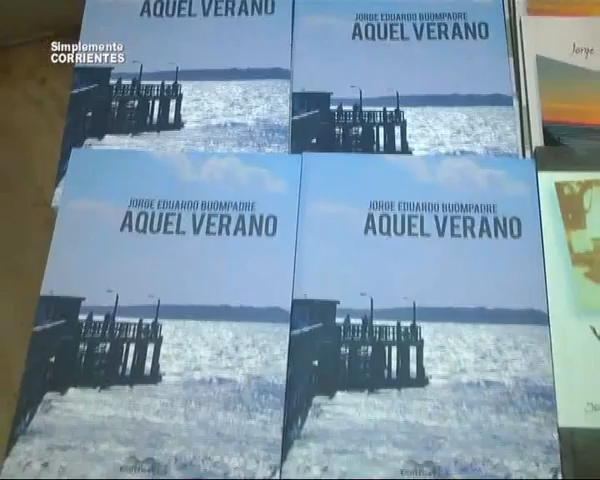 AQUEL VERANO
JORGE EDUARDO BUOMPADRE
AQUEL VERANO
Simplemente
CORRIENTES
Jorge
JORGE EDUARDO BUOMPADRE
AQUEL VERANO
JORGE EDUARDO BUOMPADRE
AQUEL VERANO